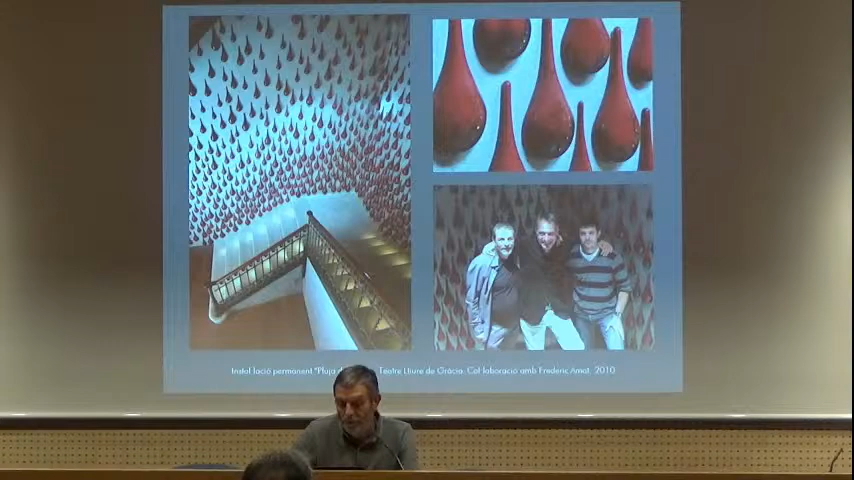 Instal·lació permanent "Pluja Teatre Lliure de Gràcia. Col·laboració amb Frederic Amat. 2010